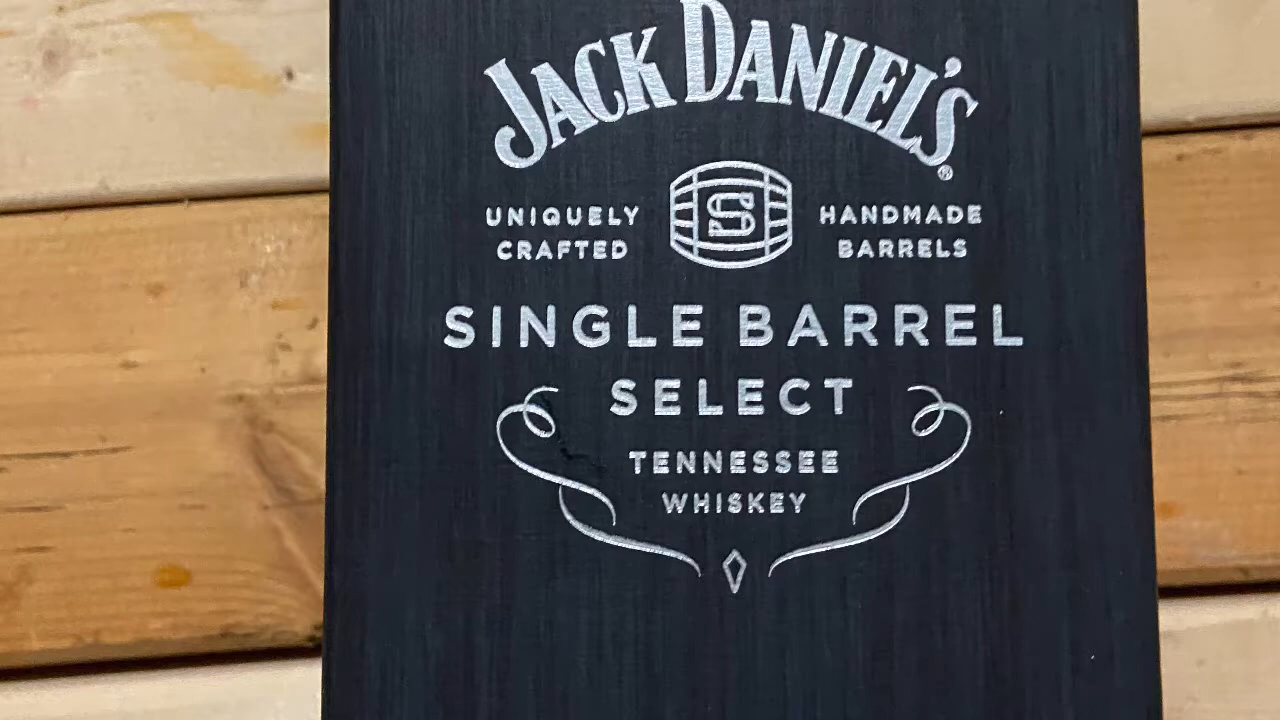 JACK DANIEL'S®
UNIQUELY
CRAFTED
S
HANDMADE
BARRELS
SINGLE BARREL
SELECT
TENNESSEE
WHISKEY